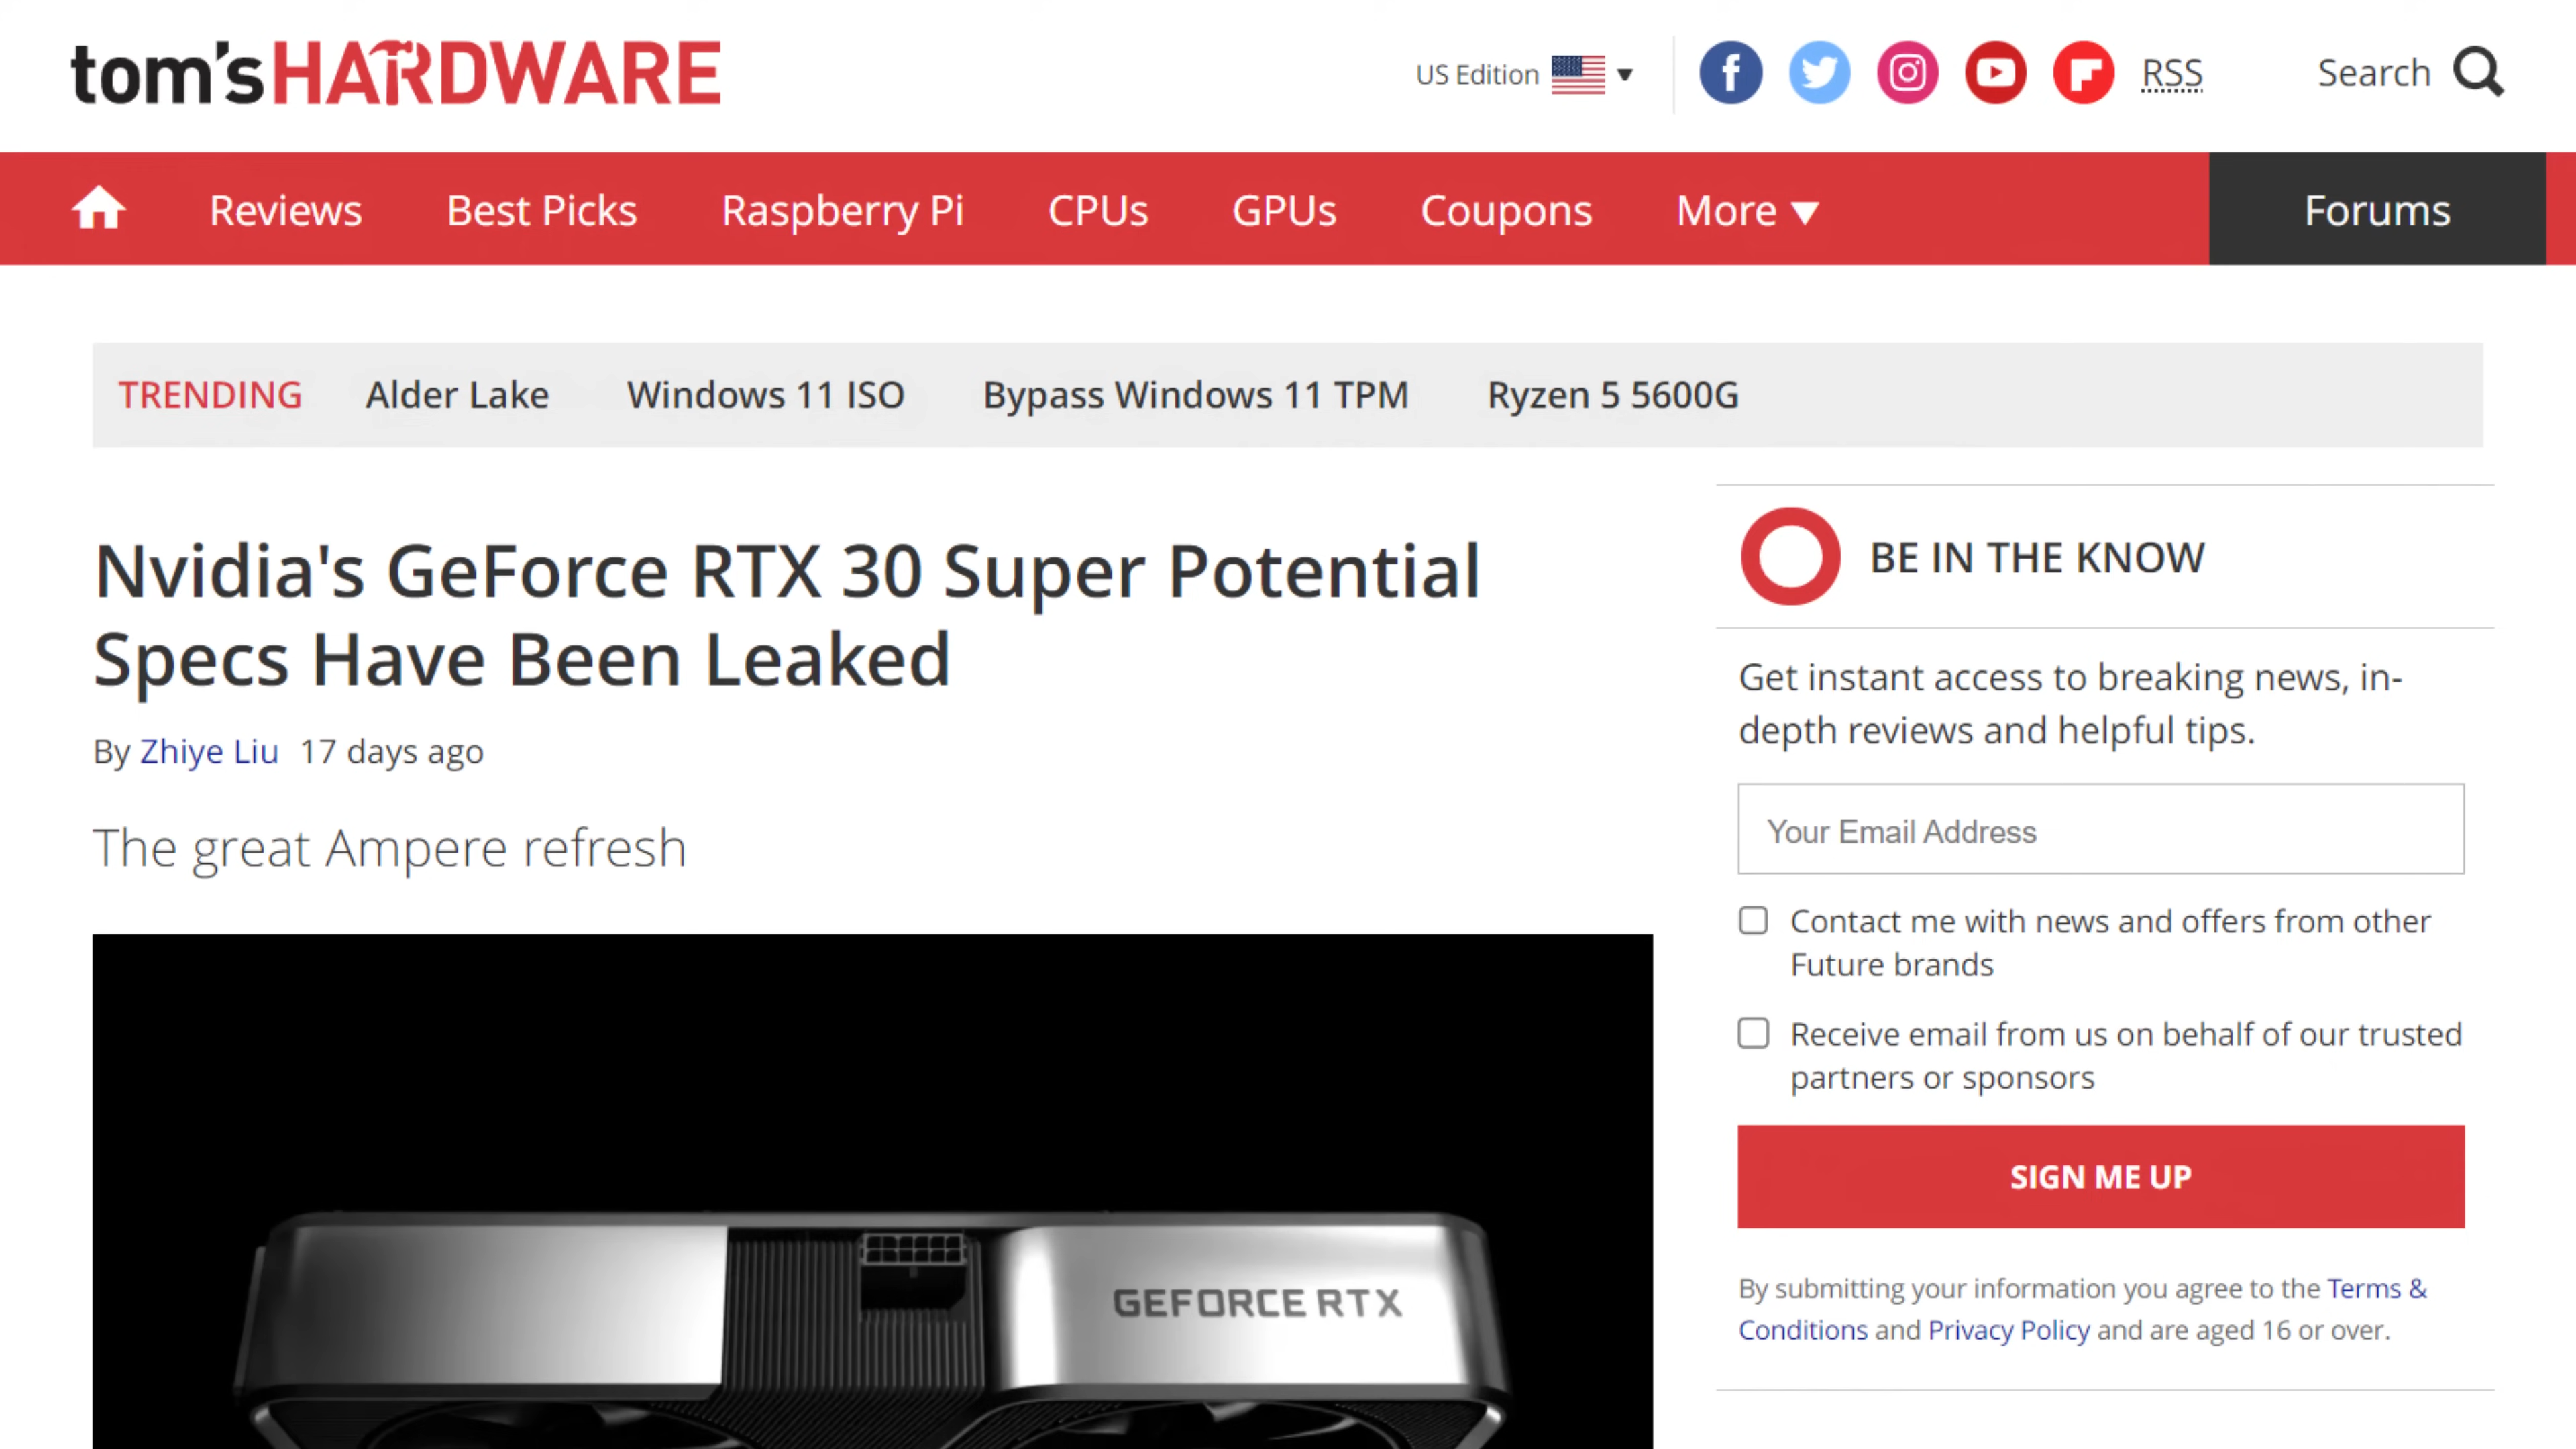 tom'sHARDWARE
US Edition
RSS
Search
Reviews
Best Picks
Raspberry Pi
CPUs
GPUs
Coupons
More
Forums
TRENDING
Alder Lake
Windows 11 ISO
Bypass Windows 11 TPM
Ryzen 5 5600G
Nvidia's GeForce RTX 30 Super Potential
Specs Have Been Leaked
By Zhiye Liu 17 days ago
The great Ampere refresh
GEFORCE RTX
BE IN THE KNOW
Get instant access to breaking news, in-
depth reviews and helpful tips.
Your Email Address
Contact me with news and offers from other
Future brands
Receive email from us on behalf of our trusted
partners or sponsors
SIGN ME UP
By submitting your information you agree to the Terms &
Conditions and Privacy Policy and are aged 16 or over.